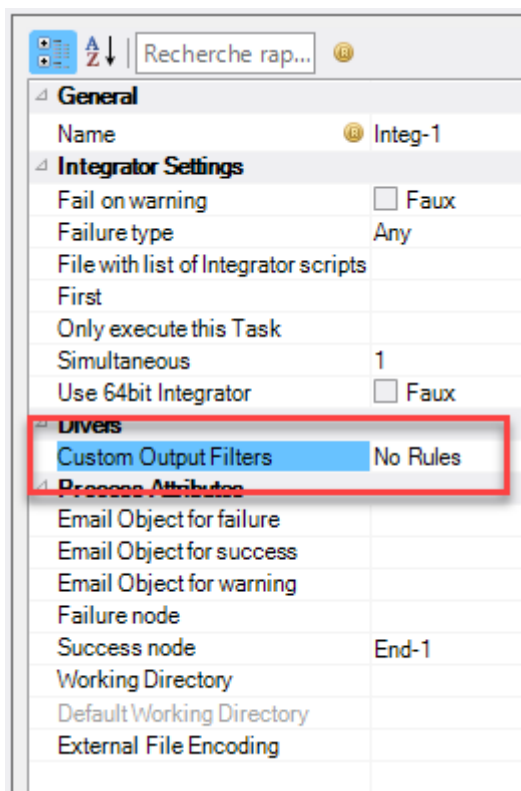 Recherche rap...
General
Name Integ-1
Integrator Settings
Fail on warning Faux
Failure type Any
File with list of Integrator scripts
First
Only execute this Task
Simultaneous 1
Use 64bit Integrator Faux
Divers
Custom Output Filters No Rules
Process Attributes
Email Object for failure
Email Object for success
Email Object for warning
Failure node
Success node End-1
Working Directory
Default Working Directory
External File Encoding